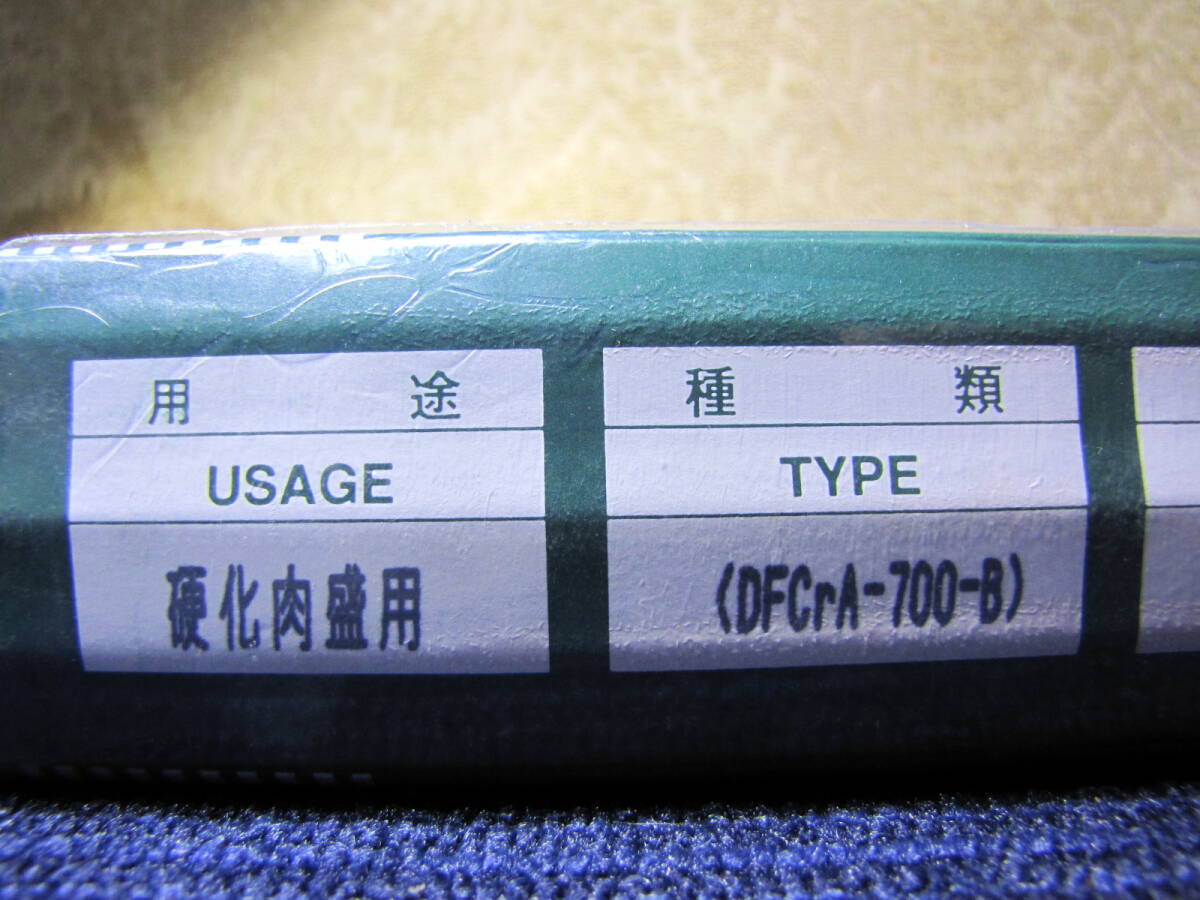 用途
USAGE
硬化肉盛用
種類
TYPE
(DFCrA-700-B)